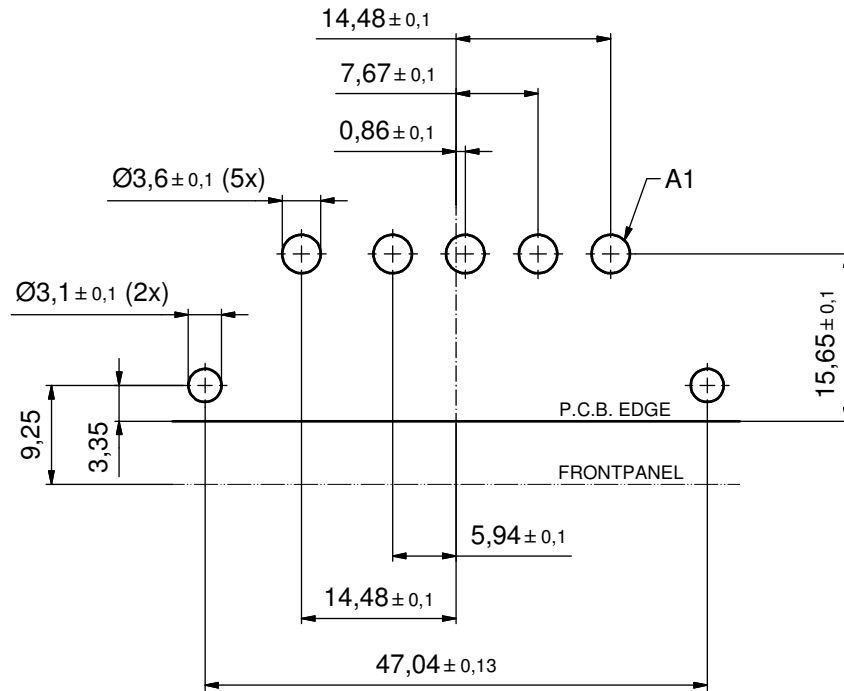 14,48 ± 0,1
7,67 ± 0,1
0,86 ± 0,1
Ø3,6 ± 0,1 (5x)
A1
Ø3,1 ± 0,1 (2x)
15,65 ± 0,1
9,25
3,35
P.C.B. EDGE
FRONTPANEL
5,94 ± 0,1
14,48 ± 0,1
47,04 ± 0,13